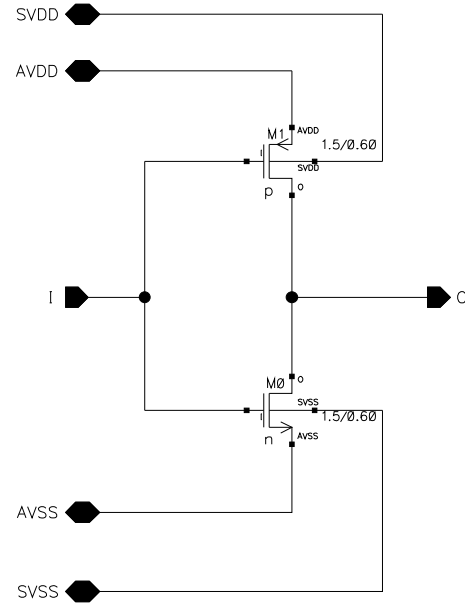 SVDD
AVDD
M1 AVDD
1.5/0.60
I
SVDD
p
O
I
O
M0 O
SVSS
1.5/0.60
I
n
AVSS
AVSS
SVSS